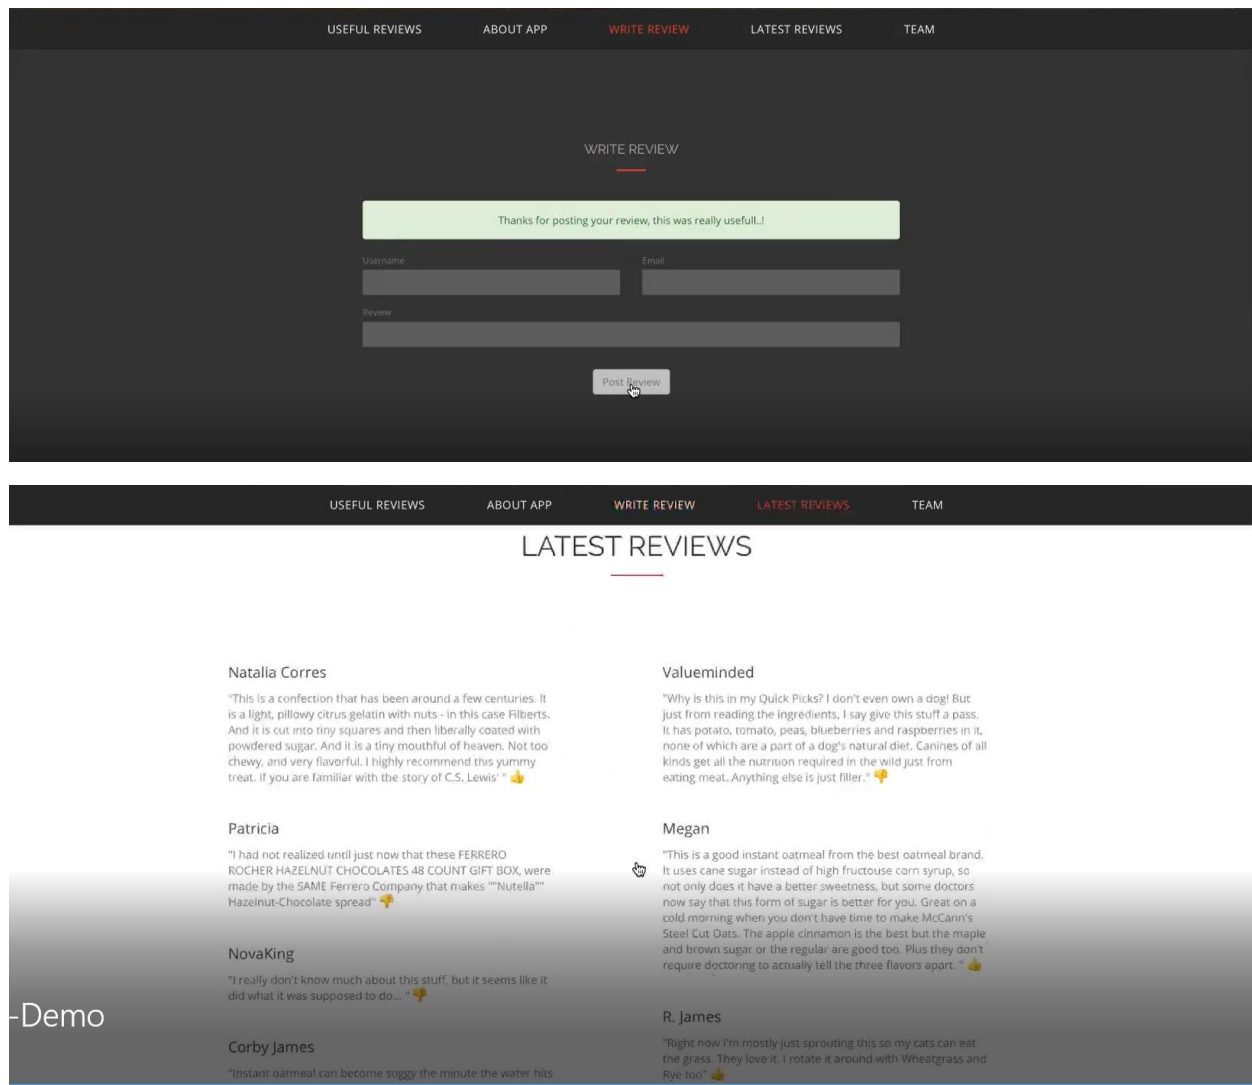 USEFUL REVIEWS ABOUT APP WRITE REVIEW LATEST REVIEWS TEAM
WRITE REVIEW
Thanks for posting your review, this was really usefull..!
Username Email
Review
Post Review
USEFUL REVIEWS ABOUT APP WRITE REVIEW LATEST REVIEWS TEAM
LATEST REVIEWS
Natalia Corres
"This is a confection that has been around a few centuries. It
is a light, pillowy citrus gelatin with nuts - in this case Filberts.
And it is cut into tiny squares and then liberally coated with
powdered sugar. And it is a tiny mouthful of heaven. Not too
chewy, and very flavorful. I highly recommend this yummy
treat. If you are familiar with the story of C.S. Lewis' " 👍
Patricia
"I had not realized until just now that these FERRERO
ROCHER HAZELNUT CHOCOLATES 48 COUNT GIFT BOX, were
made by the SAME Ferrero Company that makes ""Nutella""
Hazelnut-Chocolate spread" 👎
NovaKing
"I really don't know much about this stuff, but it seems like it
did what it was supposed to do... " 👎
Corby James
"Instant oatmeal can become soggy the minute the water hits
Valueminded
"Why is this in my Quick Picks? I don't even own a dog! But
just from reading the ingredients, I say give this stuff a pass.
It has potato, tomato, peas, blueberries and raspberries in it,
none of which are a part of a dog's natural diet. Canines of all
kinds get all the nutrition required in the wild just from
eating meat..Anything else is just filler." 👎
Megan
"This is a good instant oatmeal from the best oatmeal brand.
It uses cane sugar instead of high fructouse corn syrup, so
not only does it have a better sweetness, but some doctors
now say that this form of sugar is better for you. Great on a
cold morning when you don't have time to make McCann's
Steel Cut Oats. The apple cinnamon is the best but the maple
and brown sugar or the regular are good too. Plus they don't
require doctoring to actually tell the three flavors apart. " 👍
R. James
"Right now I'm mostly just sprouting this so my cats can eat
the grass. They love it. I rotate it around with Wheatgrass and
Rye too" 👍
-Demo